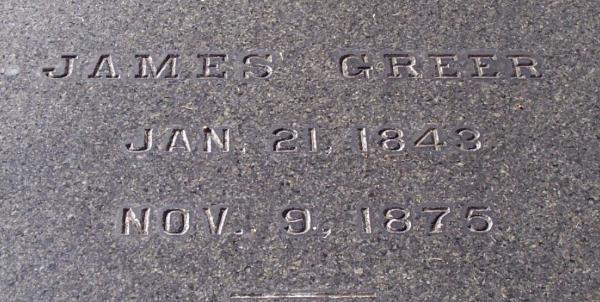 JAMES GREER
JAN. 21, 1843
NOV. 9, 1875